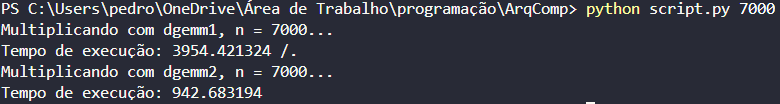 PS C:\Users\pedro\OneDrive\Área de Trabalho\programação\ArqComp> python script.py 7000
Multiplicando com dgemm1, n = 7000...
Tempo de execução: 3954.421324 /.
Multiplicando com dgemm2, n = 7000...
Tempo de execução: 942.683194